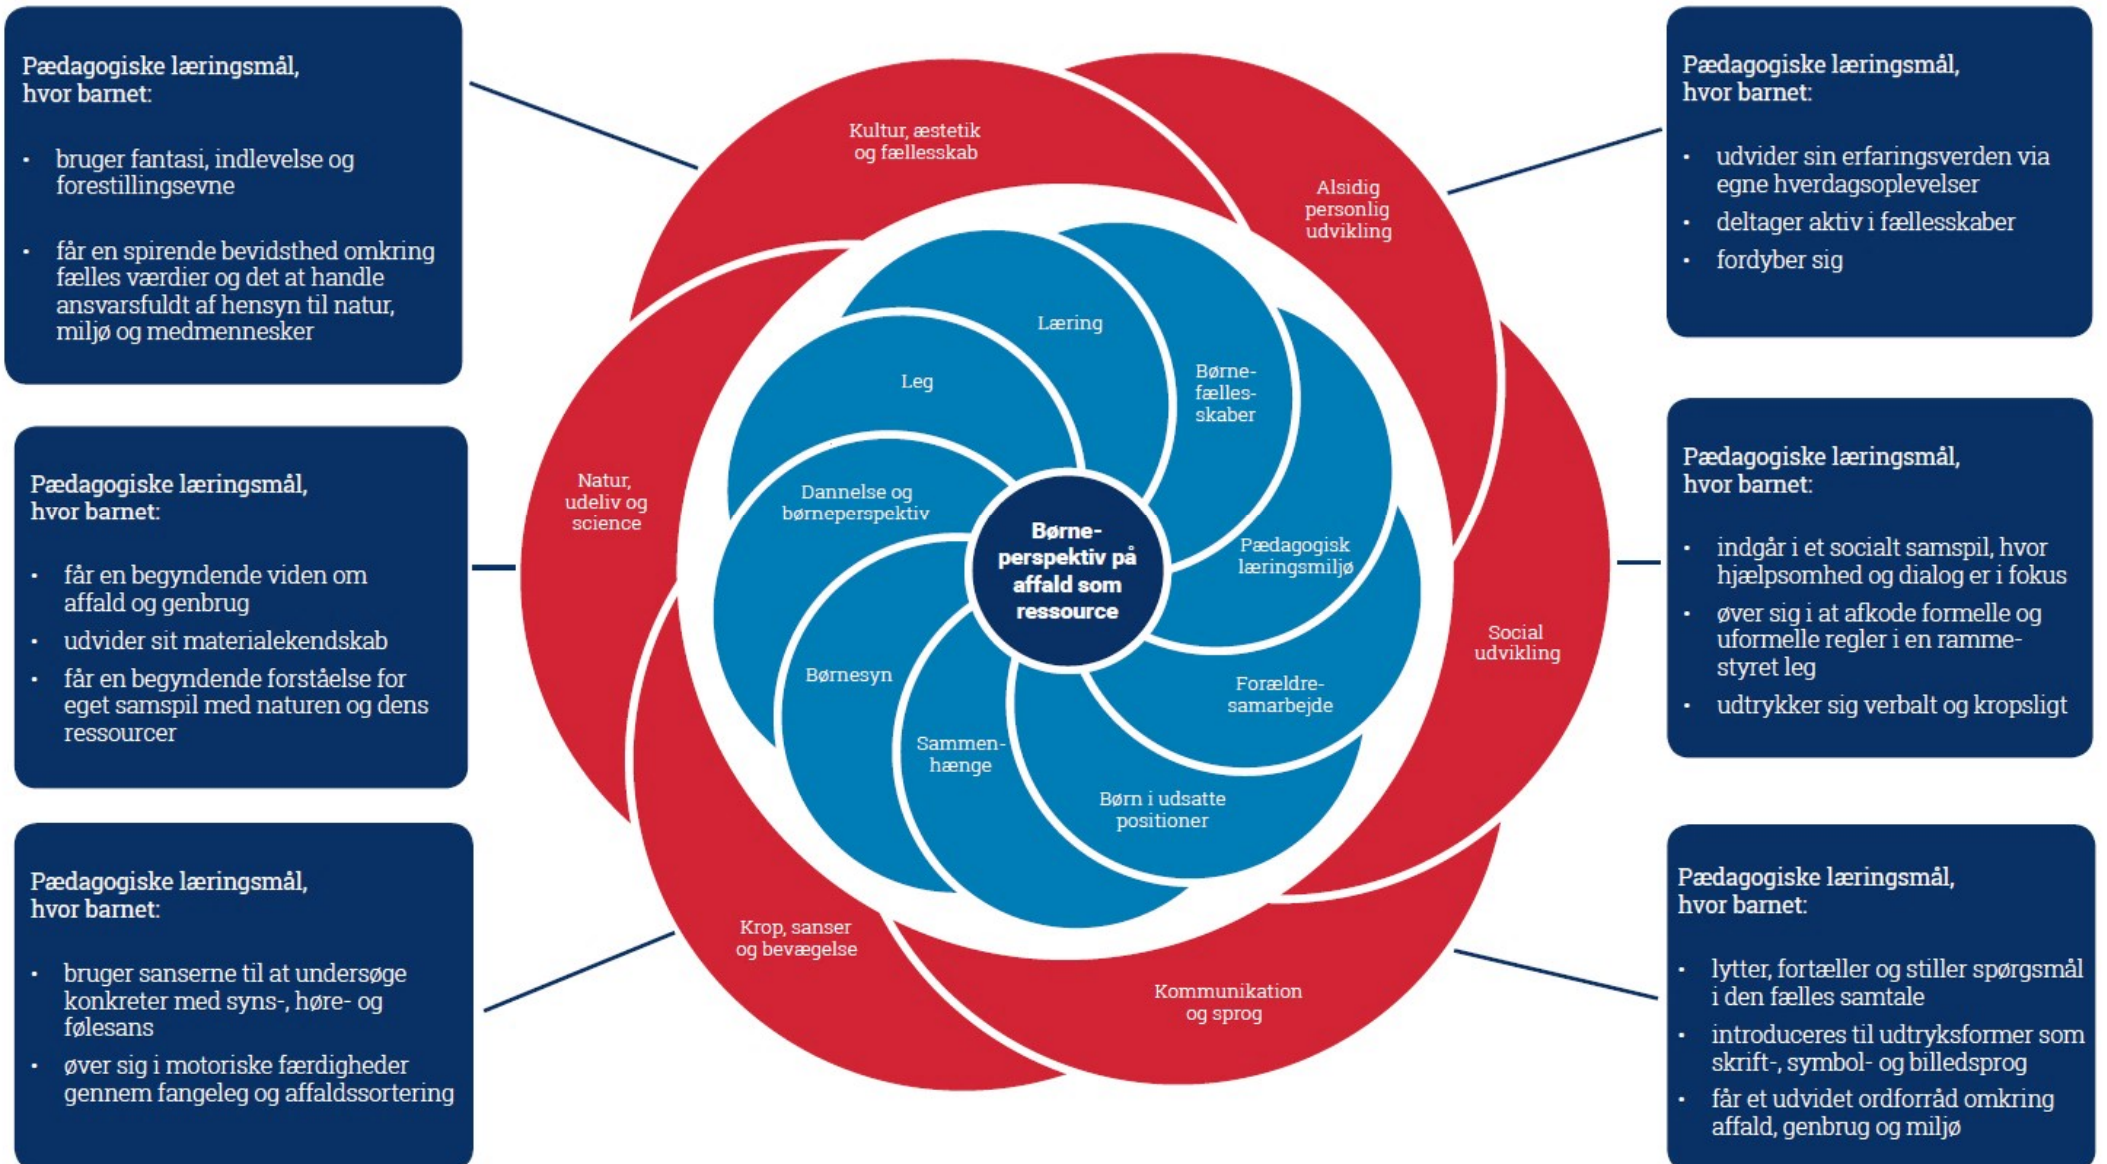 Pædagogiske læringsmål,
hvor barnet:
• bruger fantasi, indlevelse og
forestillingsevne
• får en spirende bevidsthed omkring
fælles værdier og det at handle
ansvarsfuldt af hensyn til natur,
miljø og medmennesker
Pædagogiske læringsmål,
hvor barnet:
• får en begyndende viden om
affald og genbrug
• udvider sit materialekendskab
• får en begyndende forståelse for
eget samspil med naturen og dens
ressourcer
Pædagogiske læringsmål,
hvor barnet:
• bruger sanserne til at undersøge
konkreter med syns-, høre- og
følesans
• øver sig i motoriske færdigheder
gennem fangeleg og affaldssortering
Kultur, æstetik
og fællesskab
Alsidig
personlig
udvikling
Social
udvikling
Kommunikation
og sprog
Krop, sanser
og bevægelse
Natur,
udeliv og
science
Læring
Børne-
fælles-
skaber
Pædagogisk
læringsmiljø
Forældre-
samarbejde
Børn i udsatte
positioner
Sammen-
hænge
Børnesyn
Dannelse og
børneperspektiv
Leg
Børne-
perspektiv på
affald som
ressource
Pædagogiske læringsmål,
hvor barnet:
• udvider sin erfaringsverden via
egne hverdagsoplevelser
• deltager aktiv i fællesskaber
• fordyber sig
Pædagogiske læringsmål,
hvor barnet:
• indgår i et socialt samspil, hvor
hjælpsomhed og dialog er i fokus
• øver sig i at afkode formelle og
uformelle regler i en ramme-
styret leg
• udtrykker sig verbalt og kropsligt
Pædagogiske læringsmål,
hvor barnet:
• lytter, fortæller og stiller spørgsmål
i den fælles samtale
• introduceres til udtryksformer som
skrift-, symbol- og billedsprog
• får et udvidet ordforråd omkring
affald, genbrug og miljø